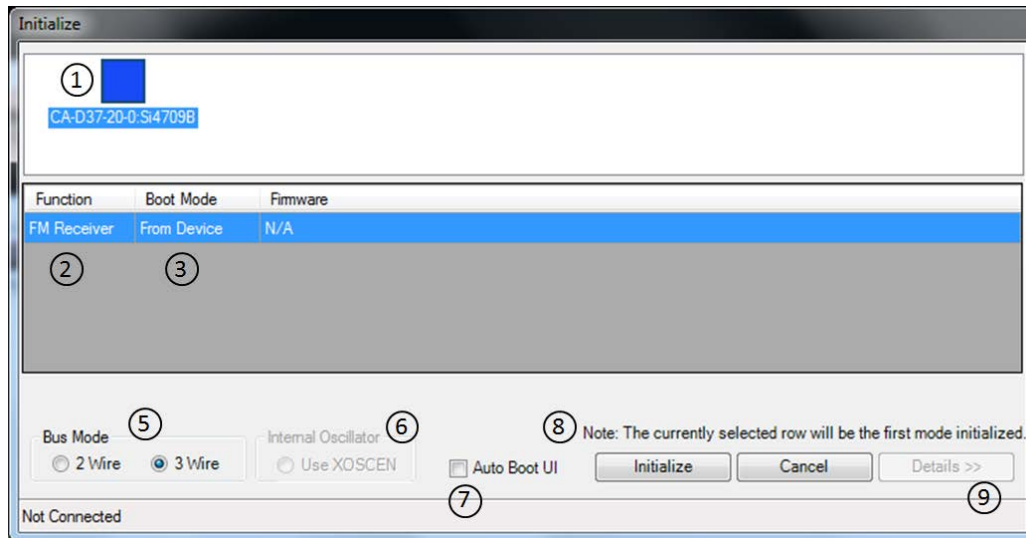 Initialize
1
CA-D37-20-0:Si4709B
Function Boot Mode Firmware
FM Receiver From Device N/A
2 3
5 6 8
Bus Mode Internal Oscillator Note: The currently selected row will be the first mode initialized.
2 Wire 3 Wire Use XOSCEN Auto Boot UI Initialize Cancel Details >>
7 9
Not Connected